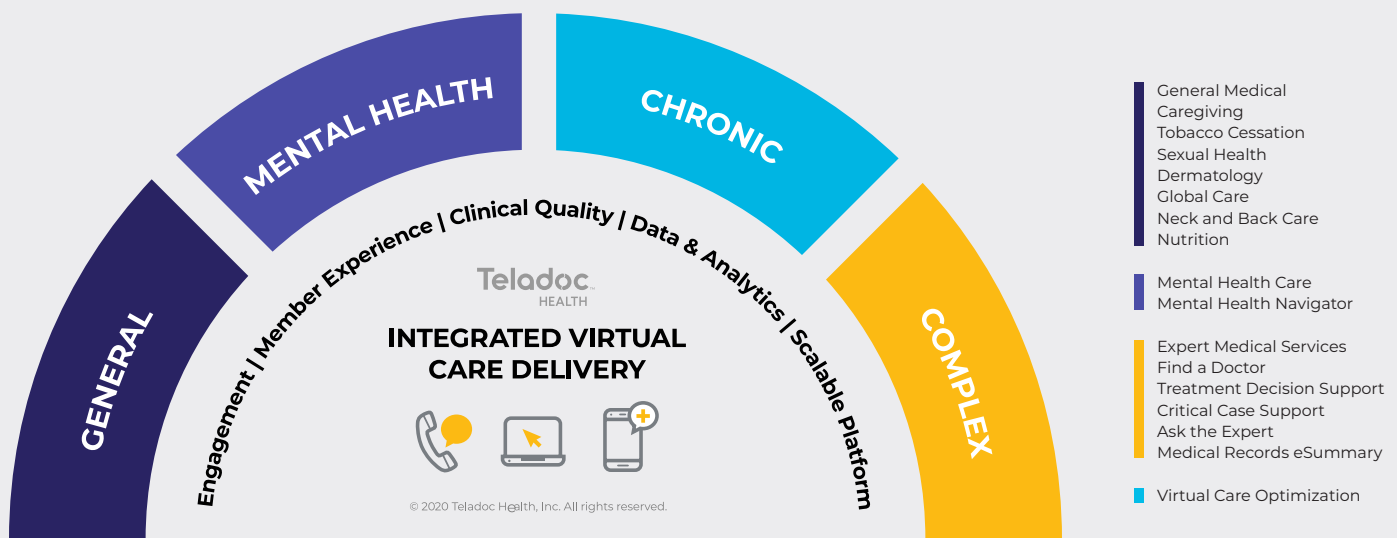 GENERAL
MENTAL HEALTH
CHRONIC
COMPLEX
Engagement | Member Experience | Clinical Quality | Data & Analytics | Scalable Platform
Teladoc™
HEALTH
INTEGRATED VIRTUAL
CARE DELIVERY
© 2020 Teladoc Health, Inc. All rights reserved.
General Medical
Caregiving
Tobacco Cessation
Sexual Health
Dermatology
Global Care
Neck and Back Care
Nutrition
Mental Health Care
Mental Health Navigator
Expert Medical Services
Find a Doctor
Treatment Decision Support
Critical Case Support
Ask the Expert
Medical Records eSummary
Virtual Care Optimization